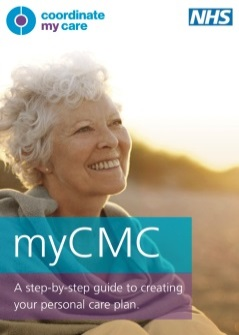 coordinate
my care
NHS
myCMC
A step-by-step guide to creating
your personal care plan.